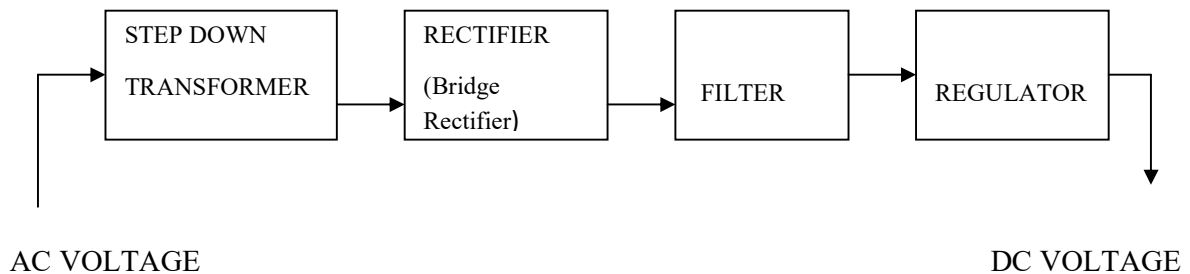 STEP DOWN
TRANSFORMER
RECTIFIER
(Bridge
Rectifier)
FILTER
REGULATOR
AC VOLTAGE
DC VOLTAGE